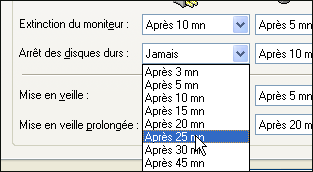 Extinction du moniteur : Après 10 mn Après 5 mn
Arrêt des disques durs : Jamais Après 10 mn
Après 3 mn
Après 5 mn
Après 10 mn
Après 15 mn
Mise en veille : Après 5 mn
Après 20 mn
Mise en veille prolongée : Après 20 mn
Après 25 mn
Après 30 mn
Après 45 mn